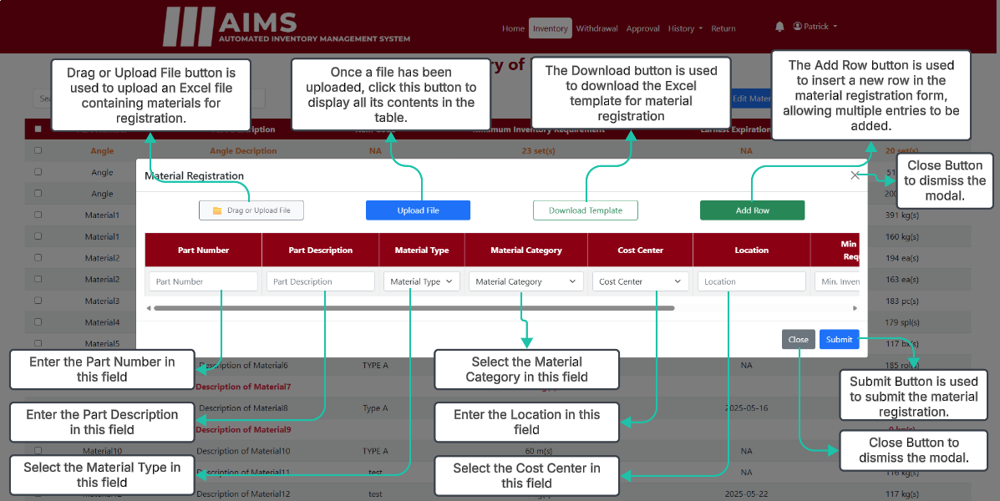 AIMS
AUTOMATED INVENTORY MANAGEMENT SYSTEM
Home Inventory Withdrawal Approval History Return Patrick
ry of
Drag or Upload File button is
used to upload an Excel file
containing materials for
registration.
Once a file has been
uploaded, click this button to
display all its contents in the
table.
The Download button is used
to download the Excel
template for material
registration
The Add Row button is used
to insert a new row in the
material registration form,
allowing multiple entries to be
added.
Close Button
to dismiss the
modal.
Edit Mater
Minimum Inventory Requirement Earliest Expiration
Angle Angle Decription NA 23 set(s) NA 20 set(s)
Angle
Angle
Material1 391 kg(s)
Material1 160 kg(s)
Material2 194 ea(s)
Material2 163 ea(s)
Material3 183 pc(s)
Material4 179 spl(s)
Material5
Material Registration
Drag or Upload File
Upload File
Download Template
Add Row
Part Number Part Description Material Type Material Category Cost Center Location Min
Req
Part Number Part Description Material Type Material Category Cost Center Location Min. Inven
Close Submit
Enter the Part Number in
this field
Enter the Part Description
in this field
Select the Material Type in
this field
Select the Material
Category in this field
Enter the Location in this
field
Select the Cost Center in
this field
Submit Button is used
to submit the material
registration.
Close Button to
dismiss the modal.
Description of Material6 TYPE A NA
Description of Material7
Description of Material8 Type A 2025-05-16
Description of Material9
Material10 Description of Material10 TYPE A 60 m(s) NA
Description of Material11 test NA 116 kg(s)
Description of Material12 test 2025-05-22 117 kg(s)